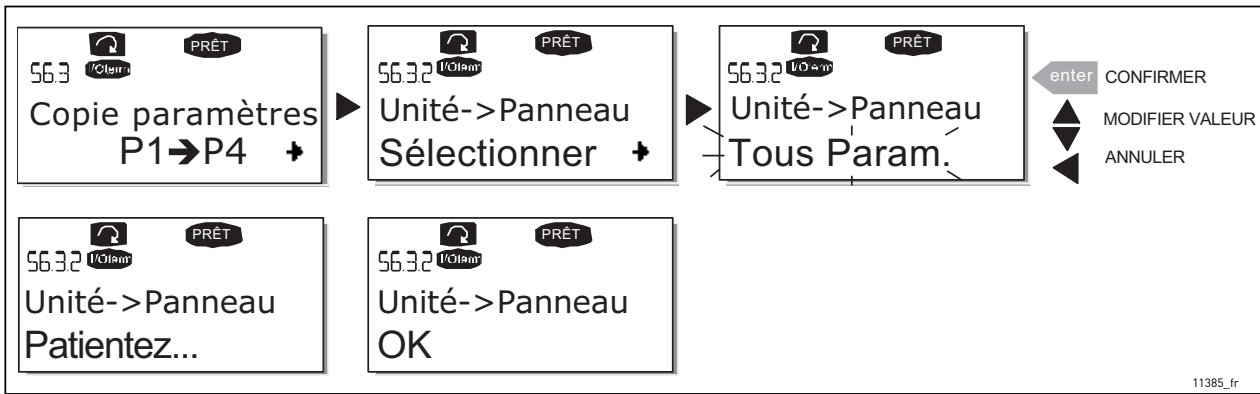 PRÊT
S6.3 I/Oterm
Copie paramètres
P1➔P4
PRÊT
S6.3.2 I/Oterm
Unité->Panneau
Sélectionner
PRÊT
S6.3.2 I/Oterm
Unité->Panneau
Tous Param.
enter CONFIRMER
MODIFIER VALEUR
ANNULER
PRÊT
S6.3.2 I/Oterm
Unité->Panneau
Patientez...
PRÊT
S6.3.2 I/Oterm
Unité->Panneau
OK
11385_fr